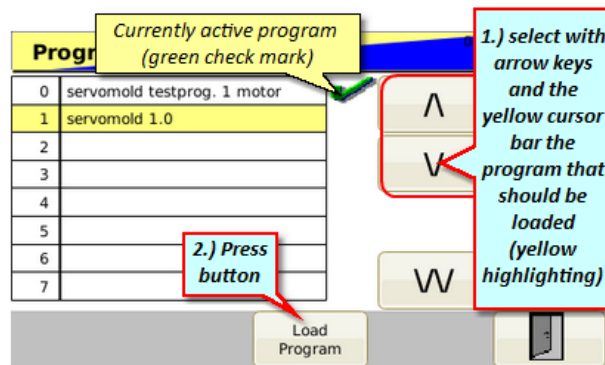 Currently active program
(green check mark)
Prog
0 servomold testprog. 1 motor
1 servomold 1.0
2
3
4
5
6
7
1.) select with
arrow keys
and the
yellow cursor
bar the
program that
should be
loaded
(yellow
highlighting)
2.) Press
button
Load
Program